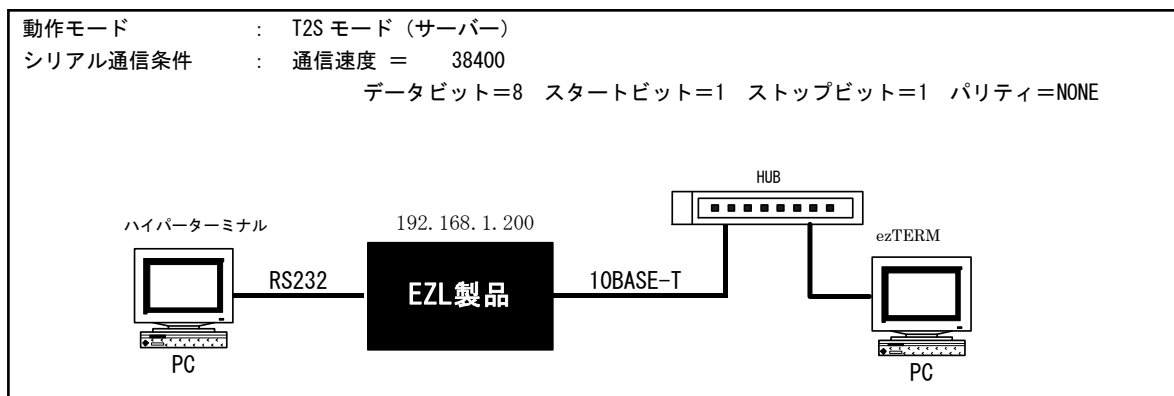 動作モード : T2S モード（サーバー）
シリアル通信条件 : 通信速度 ＝ 38400
データビット＝8 スタートビット＝1 ストップビット＝1 パリティ＝NONE
HUB
ハイパーターミナル
192.168.1.200
ezTERM
RS232
EZL製品
10BASE-T
PC
PC